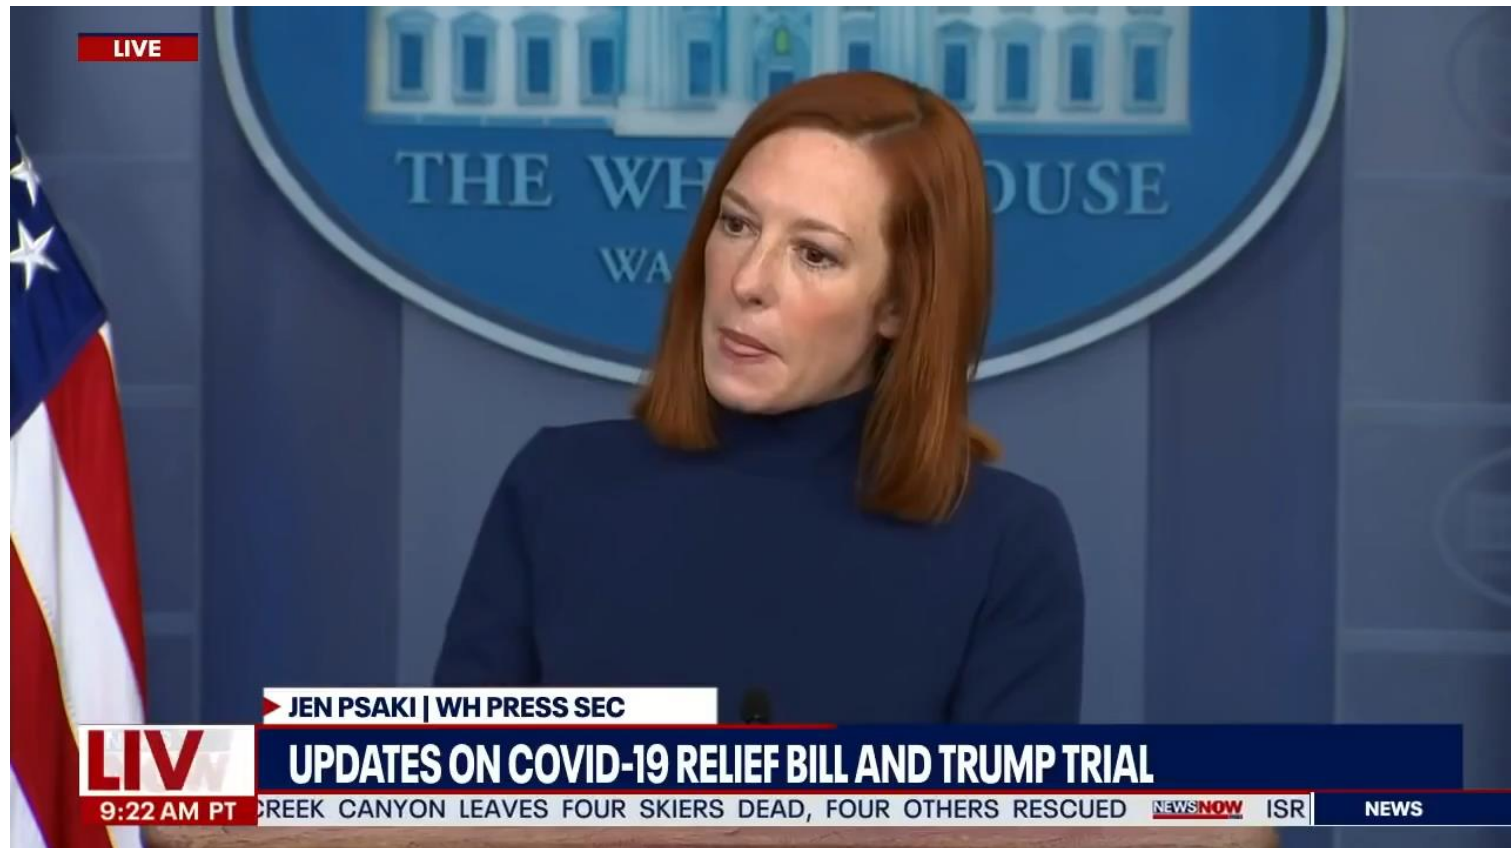 LIVE
THE WH OUSE
WA
JEN PSAKI | WH PRESS SEC
LIV
UPDATES ON COVID-19 RELIEF BILL AND TRUMP TRIAL
9:22 AM PT
CREEK CANYON LEAVES FOUR SKIERS DEAD, FOUR OTHERS RESCUED NEWSNOW ISR
NEWS